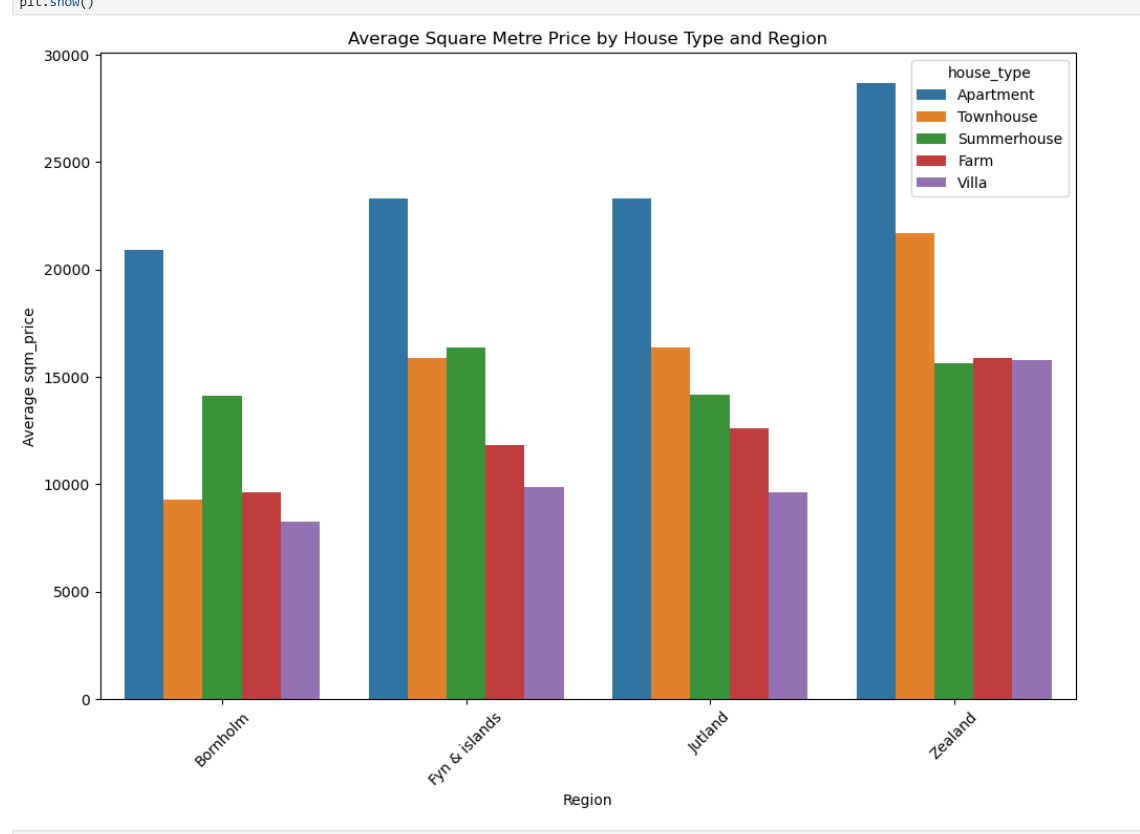 plt.show()
Average Square Metre Price by House Type and Region
30000
25000
20000
15000
10000
5000
0
Average sqm_price
house_type
Apartment
Townhouse
Summerhouse
Farm
Villa
Bornholm
Fyn & islands
Jutland
Zealand
Region